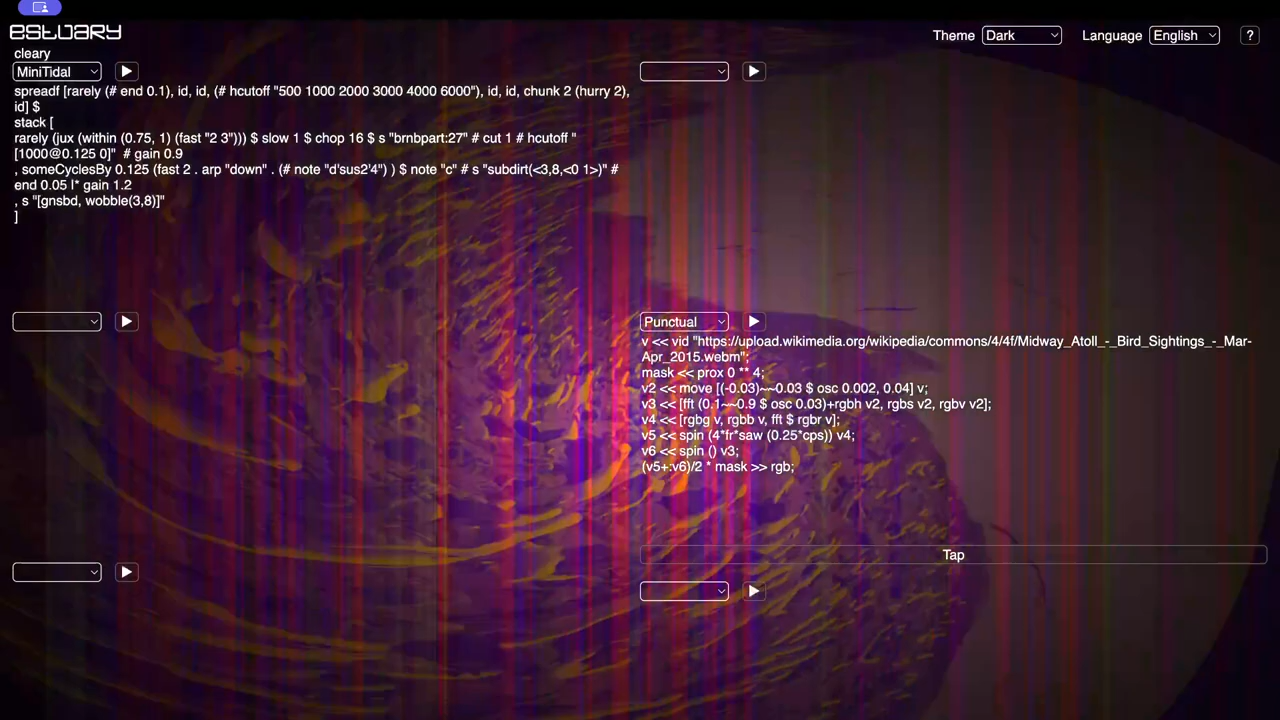 estuary
Theme Dark Language English ?
cleary
MiniTidal
spreadf [rarely (# end 0.1), id, id, (# hcutoff "500 1000 2000 3000 4000 6000"), id, id, chunk 2 (hurry 2),
id] $
stack [
rarely (jux (within (0.75, 1) (fast "2 3"))) $ slow 1 $ chop 16 $ s "brnbpart:27" # cut 1 # hcutoff "
[1000@0.125 0]" # gain 0.9
, someCyclesBy 0.125 (fast 2 . arp "down" . (# note "d'sus2'4") ) $ note "c" # s "subdirt(<3,8,<0 1>)" #
end 0.05 |* gain 1.2
, s "[gnsbd, wobble(3,8)]"
]
Punctual
v << vid "https://upload.wikimedia.org/wikipedia/commons/4/4f/Midway_Atoll_-_Bird_Sightings_-_Mar-
Apr_2015.webm";
mask << prox 0 ** 4;
v2 << move [(-0.03)~~0.03 $ osc 0.002, 0.04] v;
v3 << [fft (0.1~~0.9 $ osc 0.03)+rgbh v2, rgbs v2, rgbv v2];
v4 << [rgbg v, rgbb v, fft $ rgbr v];
v5 << spin (4*fr*saw (0.25*cps)) v4;
v6 << spin () v3;
(v5+:v6)/2 * mask >> rgb;
Tap